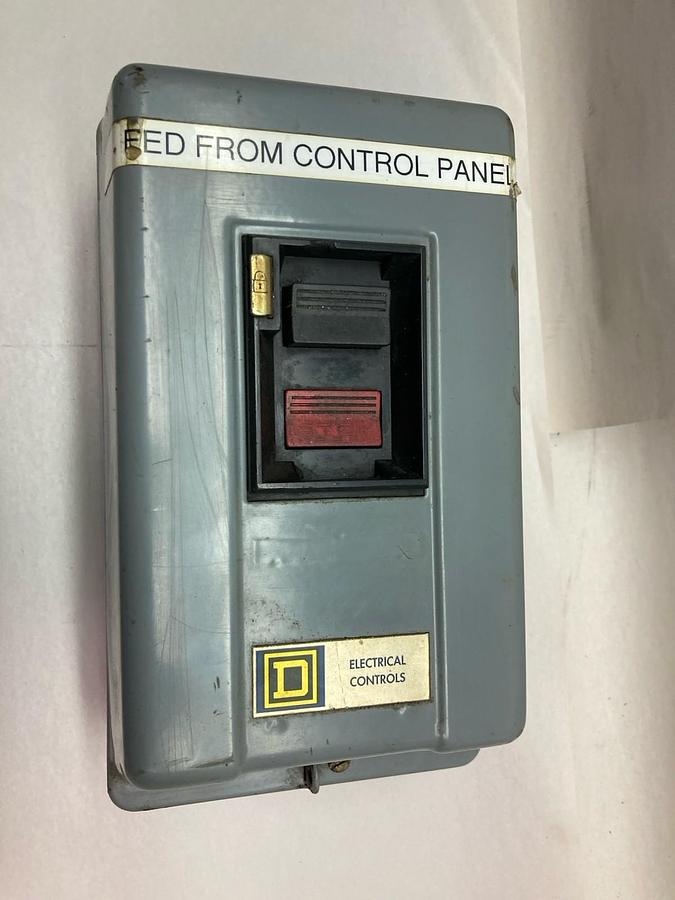 FED FROM CONTROL PANEL
D
ELECTRICAL
CONTROLS